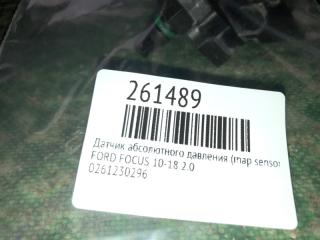 261489
Датчик абсолютного давления (map sensor
FORD FOCUS 10-18 2.0
0261230296